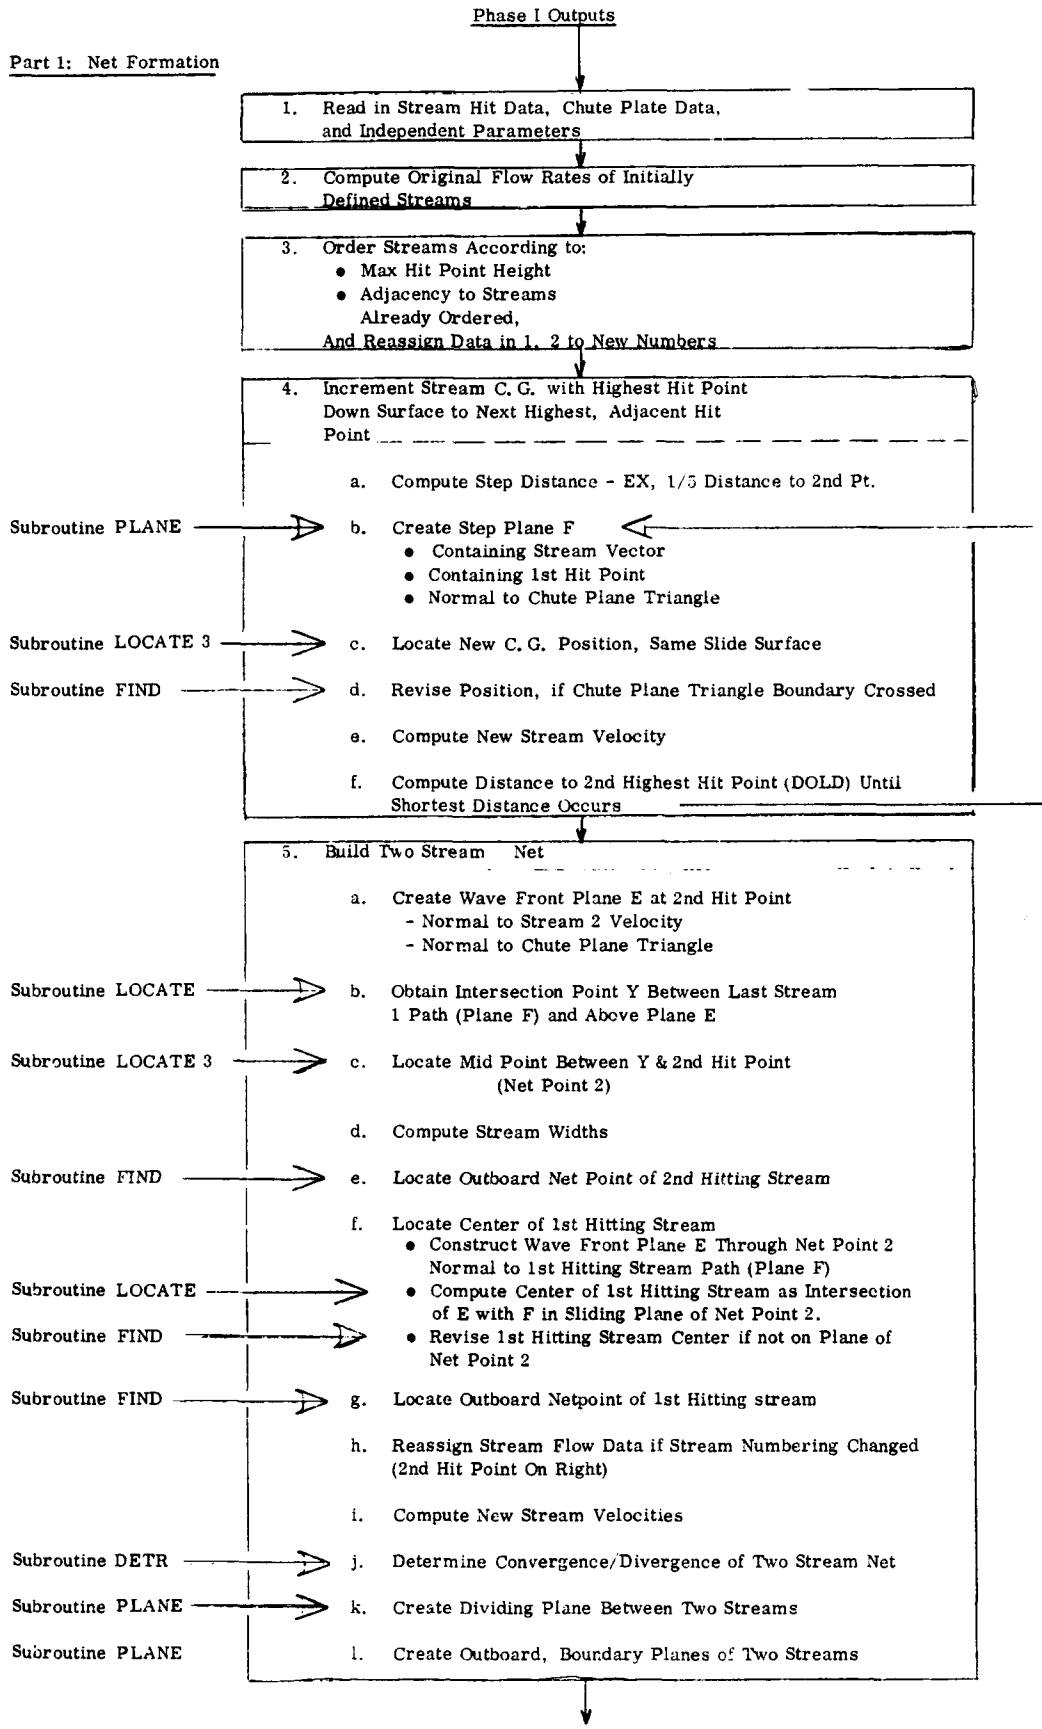 Phase I Outputs
Part 1: Net Formation
1. Read in Stream Hit Data, Chute Plate Data,
and Independent Parameters
2. Compute Original Flow Rates of Initially
Defined Streams
3. Order Streams According to:
● Max Hit Point Height
● Adjacency to Streams
Already Ordered,
And Reassign Data in 1, 2 to New Numbers
4. Increment Stream C.G. with Highest Hit Point
Down Surface to Next Highest, Adjacent Hit
Point
a. Compute Step Distance - EX, 1/5 Distance to 2nd Pt.
Subroutine PLANE b. Create Step Plane F
● Containing Stream Vector
● Containing 1st Hit Point
● Normal to Chute Plane Triangle
Subroutine LOCATE 3 c. Locate New C.G. Position, Same Slide Surface
Subroutine FIND d. Revise Position, if Chute Plane Triangle Boundary Crossed
e. Compute New Stream Velocity
f. Compute Distance to 2nd Highest Hit Point (DOLD) Until
Shortest Distance Occurs
5. Build Two Stream Net
a. Create Wave Front Plane E at 2nd Hit Point
- Normal to Stream 2 Velocity
- Normal to Chute Plane Triangle
Subroutine LOCATE b. Obtain Intersection Point Y Between Last Stream
1 Path (Plane F) and Above Plane E
Subroutine LOCATE 3 c. Locate Mid Point Between Y & 2nd Hit Point
(Net Point 2)
d. Compute Stream Widths
Subroutine FIND e. Locate Outboard Net Point of 2nd Hitting Stream
f. Locate Center of 1st Hitting Stream
● Construct Wave Front Plane E Through Net Point 2
Normal to 1st Hitting Stream Path (Plane F)
Subroutine LOCATE ● Compute Center of 1st Hitting Stream as Intersection
of E with F in Sliding Plane of Net Point 2.
Subroutine FIND ● Revise 1st Hitting Stream Center if not on Plane of
Net Point 2
Subroutine FIND g. Locate Outboard Netpoint of 1st Hitting stream
h. Reassign Stream Flow Data if Stream Numbering Changed
(2nd Hit Point On Right)
i. Compute New Stream Velocities
Subroutine DETR j. Determine Convergence/Divergence of Two Stream Net
Subroutine PLANE k. Create Dividing Plane Between Two Streams
Subroutine PLANE l. Create Outboard, Boundary Planes of Two Streams